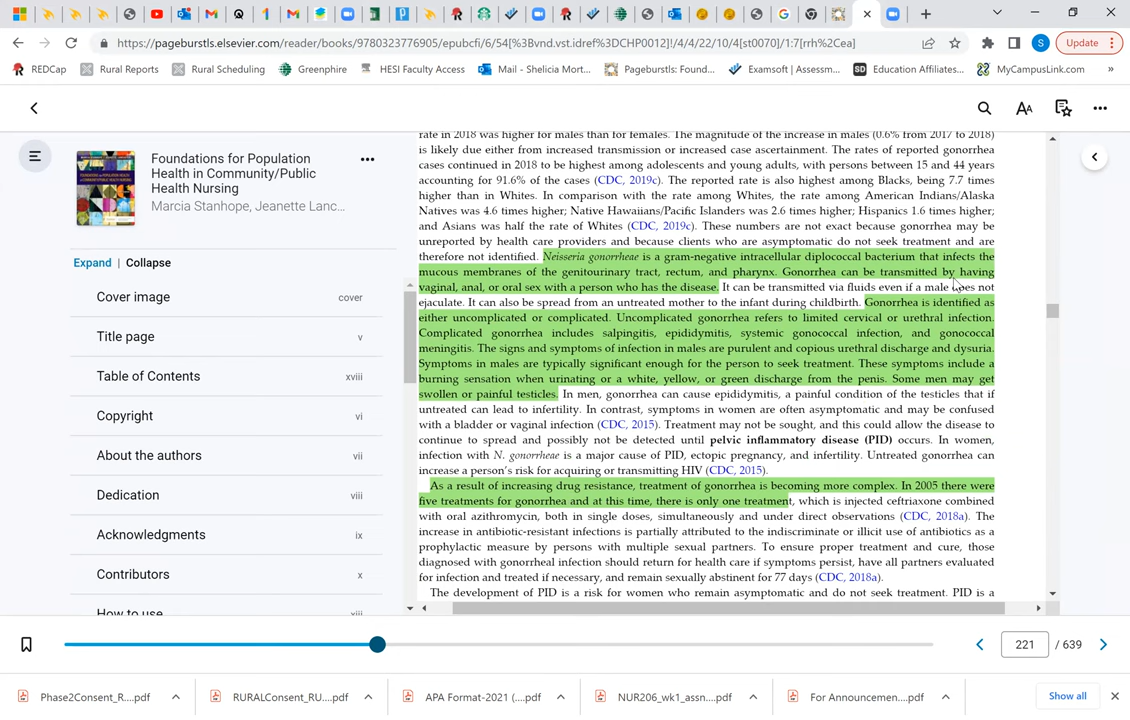 https://pageburstls.elsevier.com/reader/books/9780323776905/epubcfi/6/54[%3Bvnd.vst.idref%3DCHP0012]!/4/4/22/10/4[st0070]/1:7[rrh%2Cea]
S
Update
REDCap
Rural Reports
Rural Scheduling
Greenphire
HESI Faculty Access
Mail - Shelicia Mort...
Pageburstls: Found...
Examsoft | Assessm...
SD Education Affiliates...
MyCampusLink.com
»
AA
Foundations for Population
Health in Community/Public
Health Nursing
Marcia Stanhope, Jeanette Lanc...
Expand | Collapse
Cover image cover
Title page v
Table of Contents xviii
Copyright vi
About the authors vii
Dedication viii
Acknowledgments ix
Contributors x
How to use xiii
rate in 2018 was higher for males than for females. The magnitude of the increase in males (0.6% from 2017 to 2018)
is likely due either from increased transmission or increased case ascertainment. The rates of reported gonorrhea
cases continued in 2018 to be highest among adolescents and young adults, with persons between 15 and 44 years
accounting for 91.6% of the cases (CDC, 2019c). The reported rate is also highest among Blacks, being 7.7 times
higher than in Whites. In comparison with the rate among Whites, the rate among American Indians/Alaska
Natives was 4.6 times higher; Native Hawaiians/Pacific Islanders was 2.6 times higher; Hispanics 1.6 times higher;
and Asians was half the rate of Whites (CDC, 2019c). These numbers are not exact because gonorrhea may be
unreported by health care providers and because clients who are asymptomatic do not seek treatment and are
therefore not identified. Neisseria gonorrheae is a gram-negative intracellular diplococcal bacterium that infects the
mucous membranes of the genitourinary tract, rectum, and pharynx. Gonorrhea can be transmitted by having
vaginal, anal, or oral sex with a person who has the disease. It can be transmitted via fluids even if a male does not
ejaculate. It can also be spread from an untreated mother to the infant during childbirth. Gonorrhea is identified as
either uncomplicated or complicated. Uncomplicated gonorrhea refers to limited cervical or urethral infection.
Complicated gonorrhea includes salpingitis, epididymitis, systemic gonococcal infection, and gonococcal
meningitis. The signs and symptoms of infection in males are purulent and copious urethral discharge and dysuria.
Symptoms in males are typically significant enough for the person to seek treatment. These symptoms include a
burning sensation when urinating or a white, yellow, or green discharge from the penis. Some men may get
swollen or painful testicles. In men, gonorrhea can cause epididymitis, a painful condition of the testicles that if
untreated can lead to infertility. In contrast, symptoms in women are often asymptomatic and may be confused
with a bladder or vaginal infection (CDC, 2015). Treatment may not be sought, and this could allow the disease to
continue to spread and possibly not be detected until pelvic inflammatory disease (PID) occurs. In women,
infection with N. gonorrheae is a major cause of PID, ectopic pregnancy, and infertility. Untreated gonorrhea can
increase a person's risk for acquiring or transmitting HIV (CDC, 2015).
As a result of increasing drug resistance, treatment of gonorrhea is becoming more complex. In 2005 there were
five treatments for gonorrhea and at this time, there is only one treatment, which is injected ceftriaxone combined
with oral azithromycin, both in single doses, simultaneously and under direct observations (CDC, 2018a). The
increase in antibiotic-resistant infections is partially attributed to the indiscriminate or illicit use of antibiotics as a
prophylactic measure by persons with multiple sexual partners. To ensure proper treatment and cure, those
diagnosed with gonorrheal infection should return for health care if symptoms persist, have all partners evaluated
for infection and treated if necessary, and remain sexually abstinent for 77 days (CDC, 2018a).
The development of PID is a risk for women who remain asymptomatic and do not seek treatment. PID is a
221 / 639
Phase2Consent_R....pdf
RURALConsent_RU....pdf
APA Format-2021 (....pdf
NUR206_wk1_assn....pdf
For Announcemen....pdf
Show all